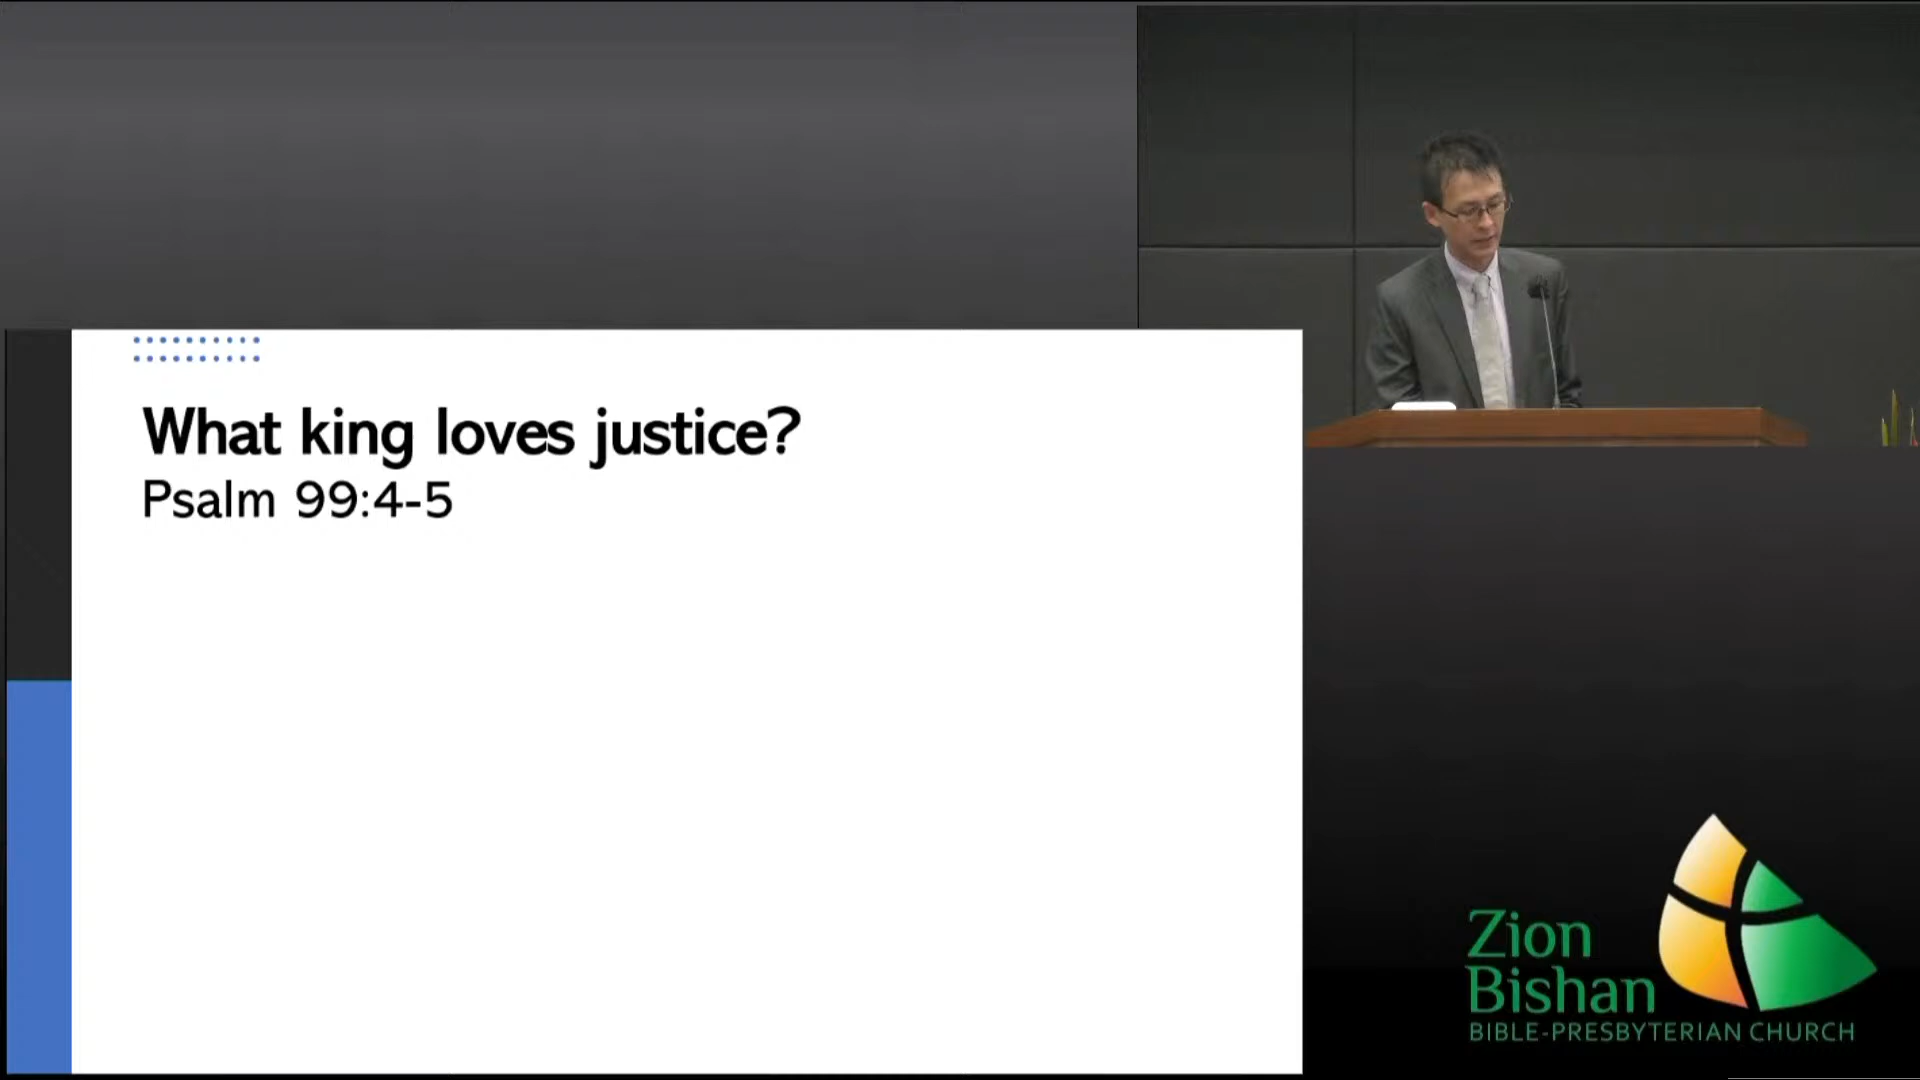 What king loves justice?
Psalm 99:4-5
Zion
Bishan
BIBLE-PRESBYTERIAN CHURCH